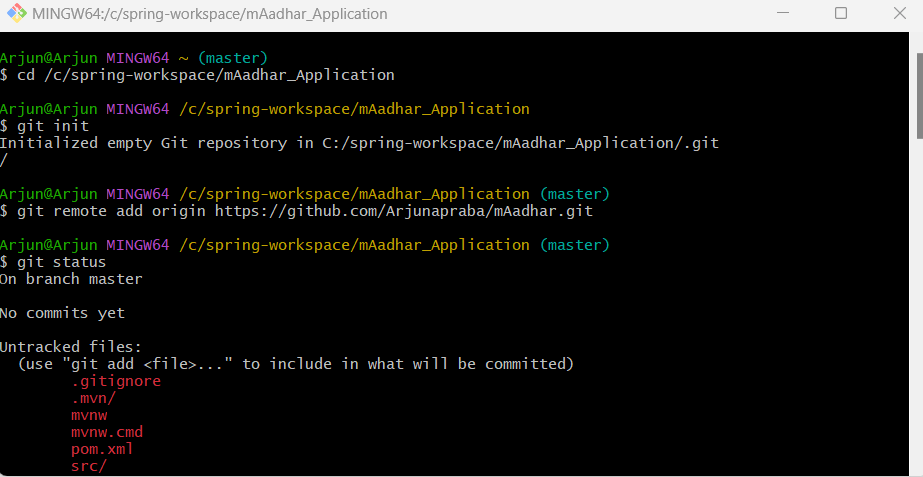 MINGW64:/c/spring-workspace/mAadhar_Application
Arjun@Arjun MINGW64 ~ (master)
$ cd /c/spring-workspace/mAadhar_Application
Arjun@Arjun MINGW64 /c/spring-workspace/mAadhar_Application
$ git init
Initialized empty Git repository in C:/spring-workspace/mAadhar_Application/.git
/
Arjun@Arjun MINGW64 /c/spring-workspace/mAadhar_Application (master)
$ git remote add origin https://github.com/Arjunapraba/mAadhar.git
Arjun@Arjun MINGW64 /c/spring-workspace/mAadhar_Application (master)
$ git status
On branch master
No commits yet
Untracked files:
(use "git add <file>..." to include in what will be committed)
.gitignore
.mvn/
mvnw
mvnw.cmd
pom.xml
src/